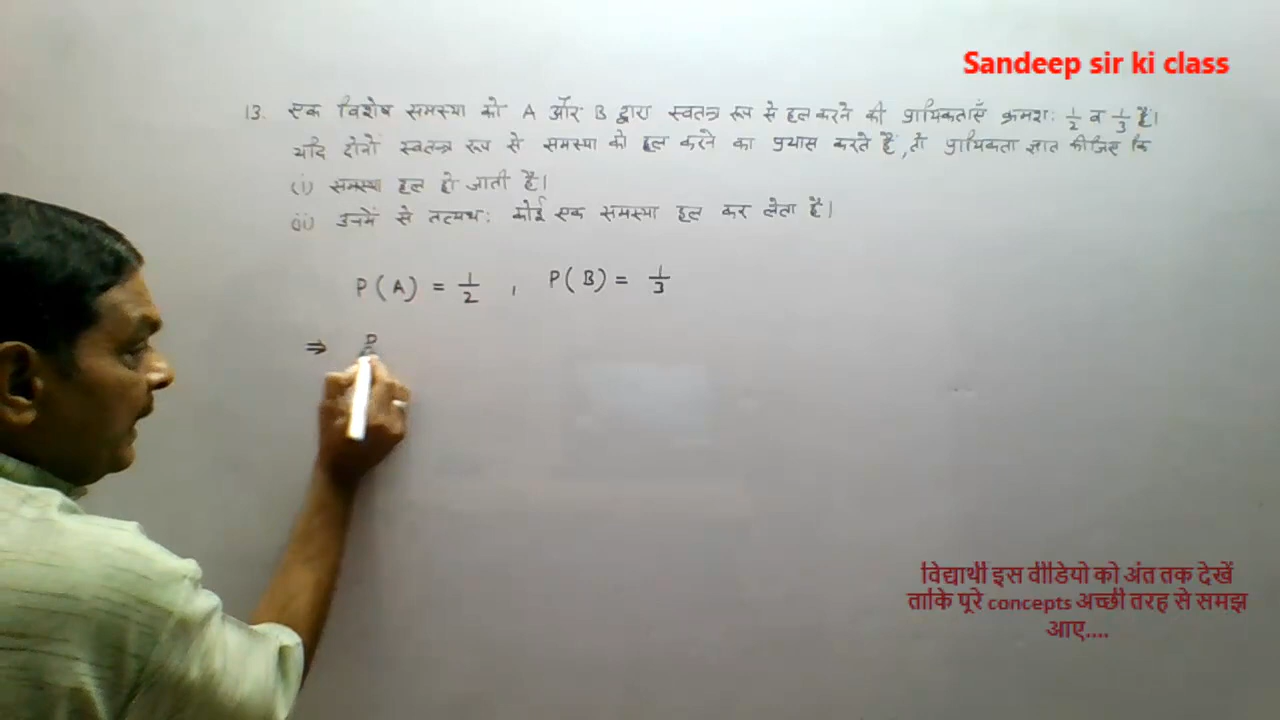 Sandeep sir ki class
13. एक विशेष समस्या को A और B द्वारा स्वतन्त्र रूप से हल करने की प्रायिकताएँ क्रमशः 1/2 व 1/3 हैं।
यदि दोनों स्वतन्त्र रूप से समस्या को हल करने का प्रयास करते हैं, तो प्रायिकता ज्ञात कीजिए कि
(i) समस्या हल हो जाती है।
(ii) उनमें से तत्यथः कोई एक समस्या हल कर लेता है।
P(A) = 1/2 , P(B) = 1/3
⇒ P
विद्यार्थी इस वीडियो को अंत तक देखें
ताकि पूरे concepts अच्छी तरह से समझ
आए....